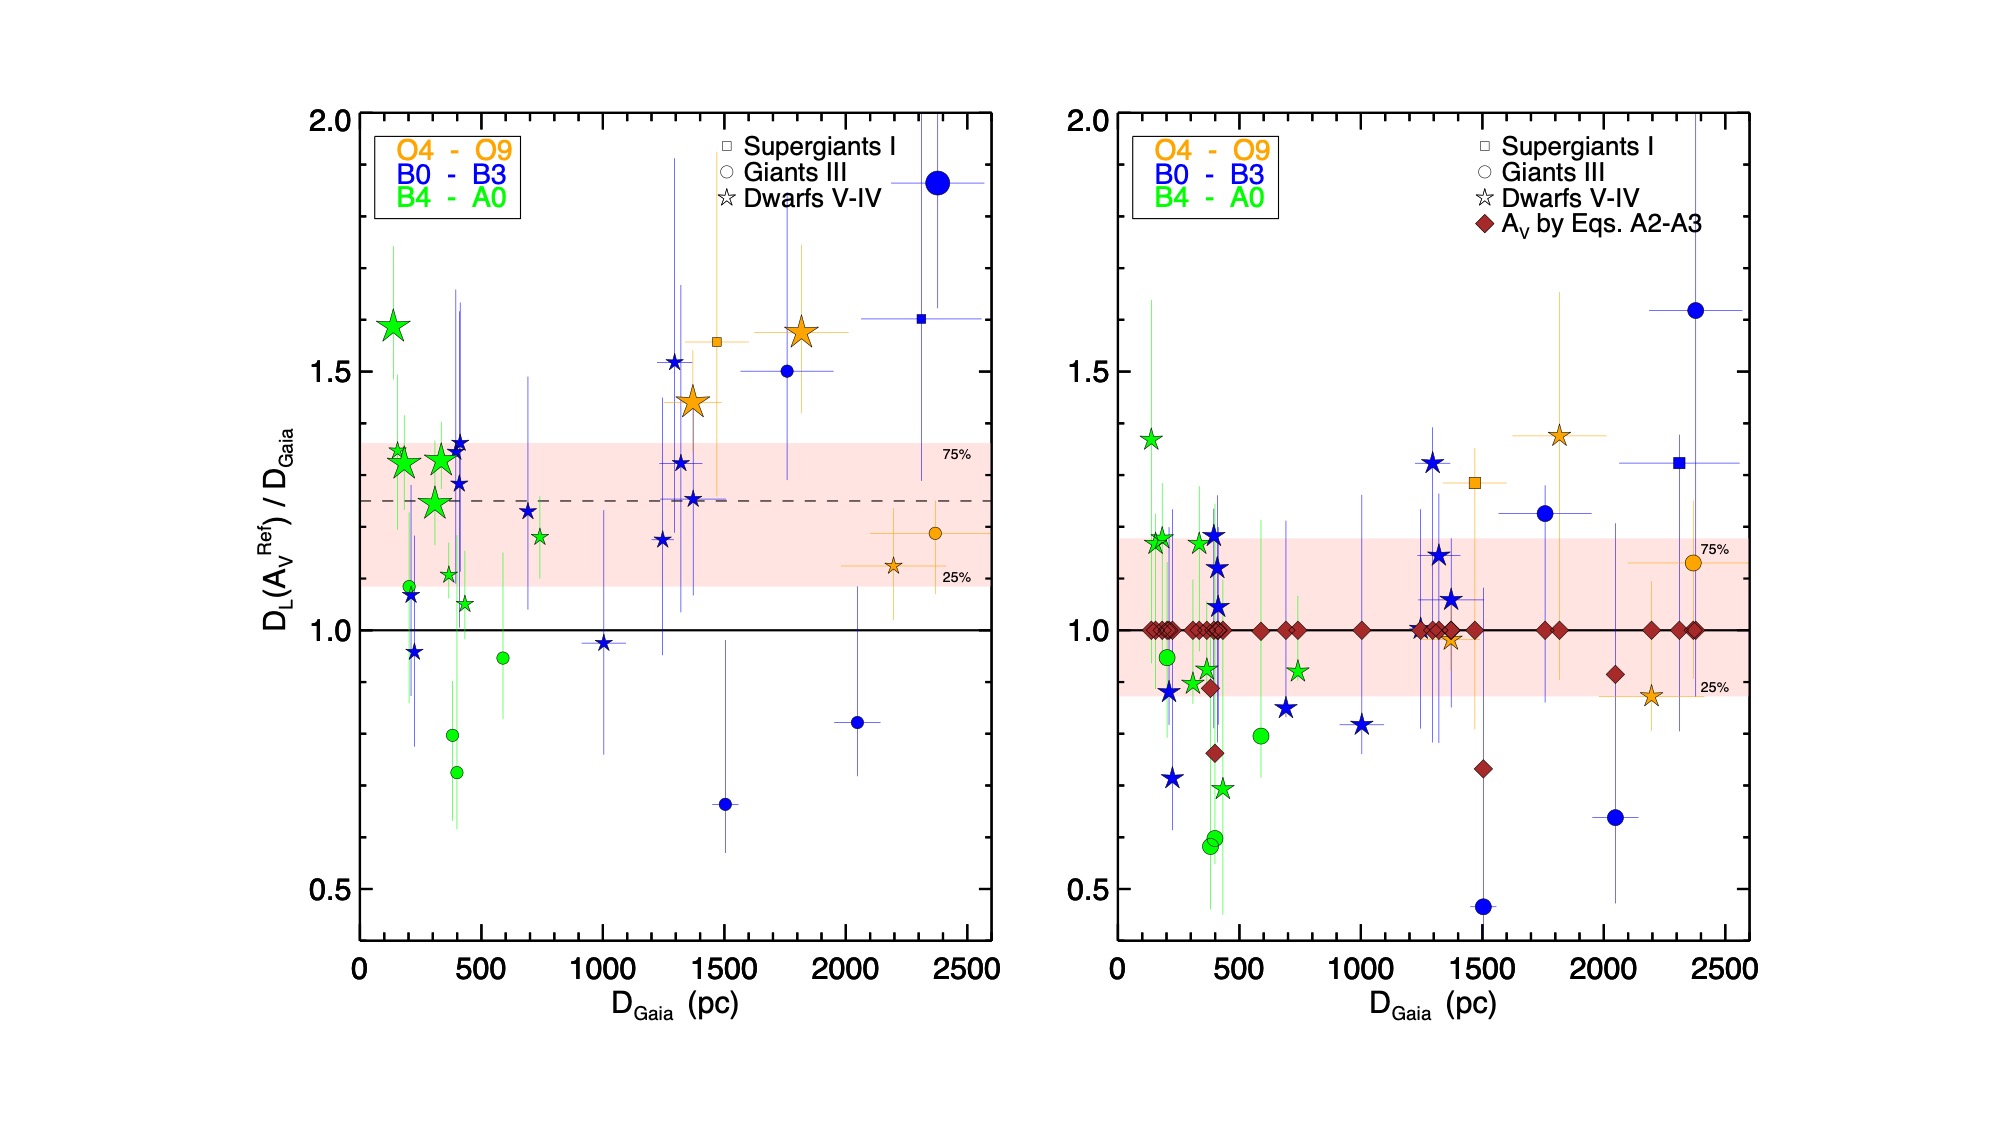 2.0
1.5
1.0
0.5
D_L(A_V^Ref) / D_Gaia
O4 - O9
B0 - B3
B4 - A0
Supergiants I
Giants III
Dwarfs V-IV
75%
25%
0 500 1000 1500 2000 2500
D_Gaia (pc)
2.0
1.5
1.0
0.5
O4 - O9
B0 - B3
B4 - A0
Supergiants I
Giants III
Dwarfs V-IV
A_V by Eqs. A2-A3
75%
25%
0 500 1000 1500 2000 2500
D_Gaia (pc)